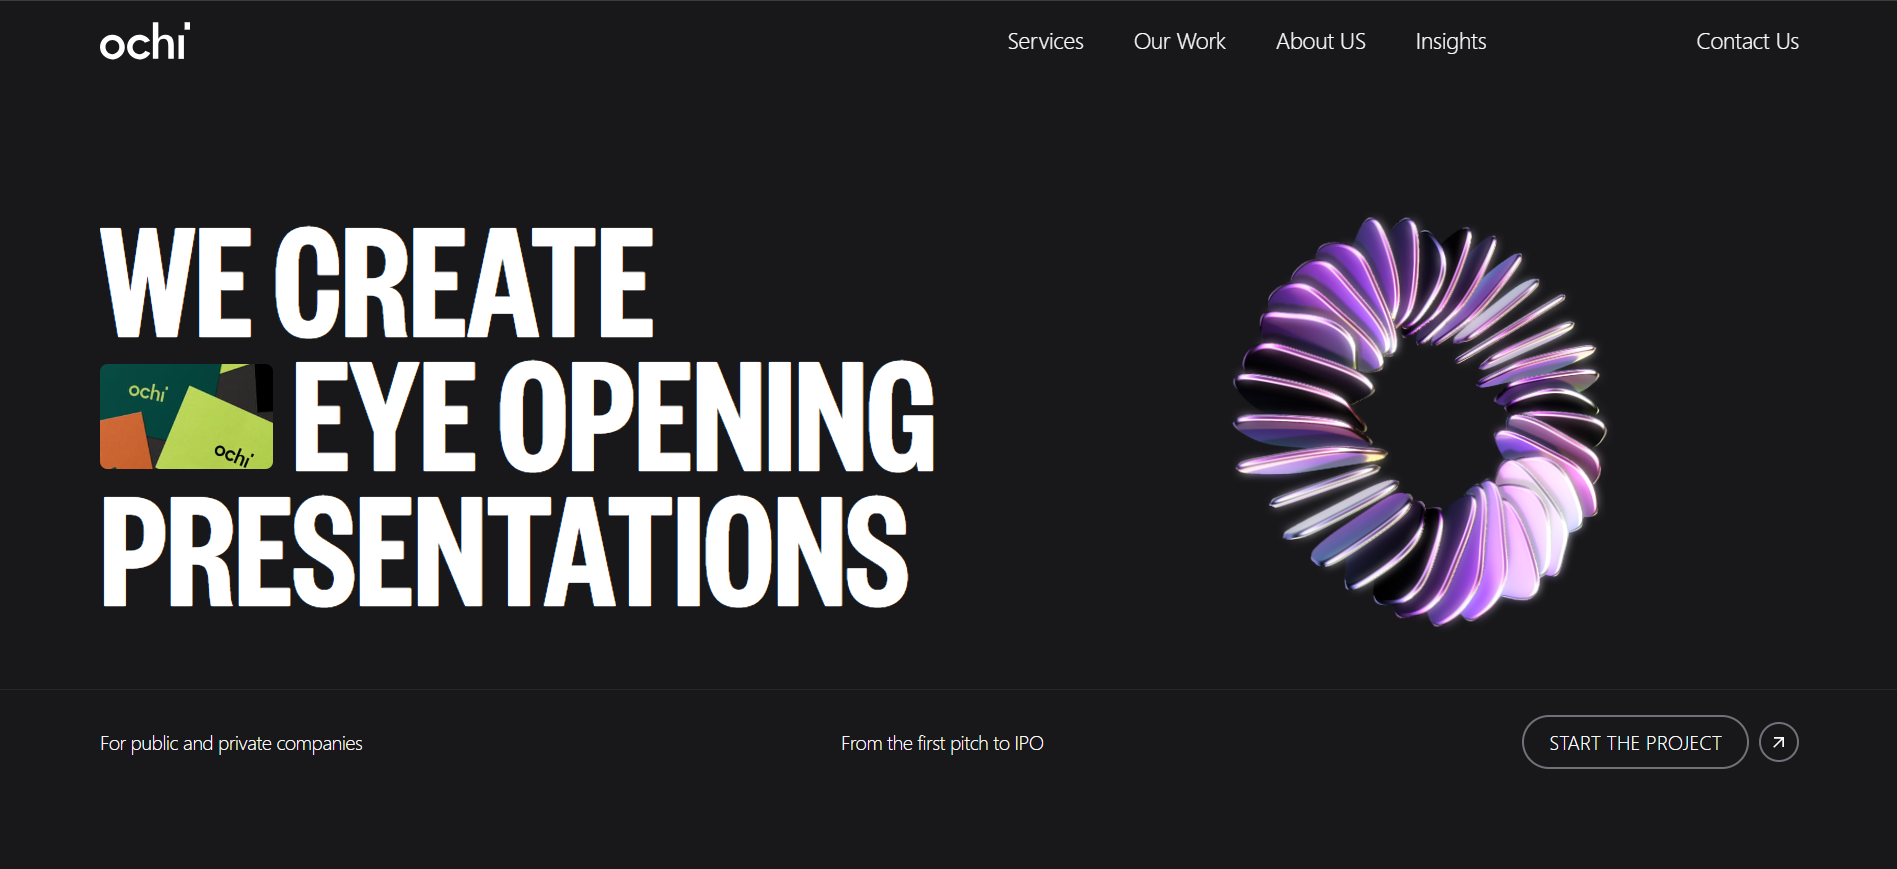 ochi
Services
Our Work
About US
Insights
Contact Us
WE CREATE
ochi
ochi
EYE OPENING
PRESENTATIONS
For public and private companies
From the first pitch to IPO
START THE PROJECT